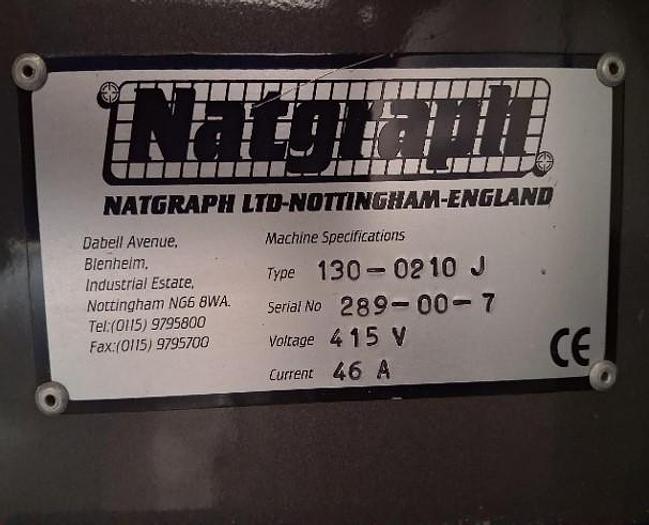 Natgraph
NATGRAPH LTD-NOTTINGHAM-ENGLAND
Dabell Avenue,
Blenheim,
Industrial Estate,
Nottingham NG6 8WA.
Tel:(0115) 9795800
Fax:(0115) 9795700
Machine Specifications
Type 130-0210 J
Serial No 289-00-7
Voltage 415 V
Current 46 A
CE